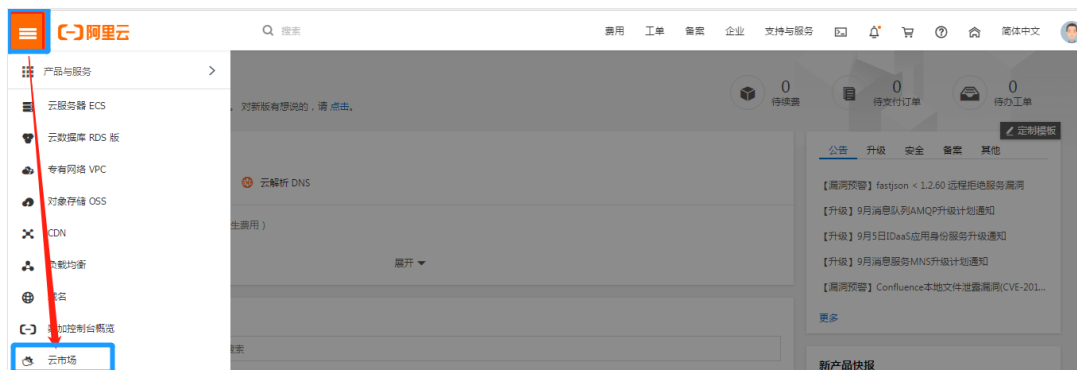 阿里云
搜索
费用 工单 备案 企业 支持与服务 简体中文
产品与服务
云服务器 ECS
云数据库 RDS 版
专有网络 VPC
对象存储 OSS
CDN
负载均衡
域名
数加控制台概览
云市场
。 对新版有想说的，请 点击。
0
待续费
0
待支付订单
0
待办工单
定制模板
云解析 DNS
生费用 )
展开
搜索
公告 升级 安全 备案 其他
【漏洞预警】fastjson < 1.2.60 远程拒绝服务漏洞
【升级】9月消息队列AMQP升级计划通知
【升级】9月5日IDaaS应用身份服务升级通知
【升级】9月消息服务MNS升级计划通知
【漏洞预警】Confluence本地文件泄露漏洞(CVE-201...
更多
新产品快报